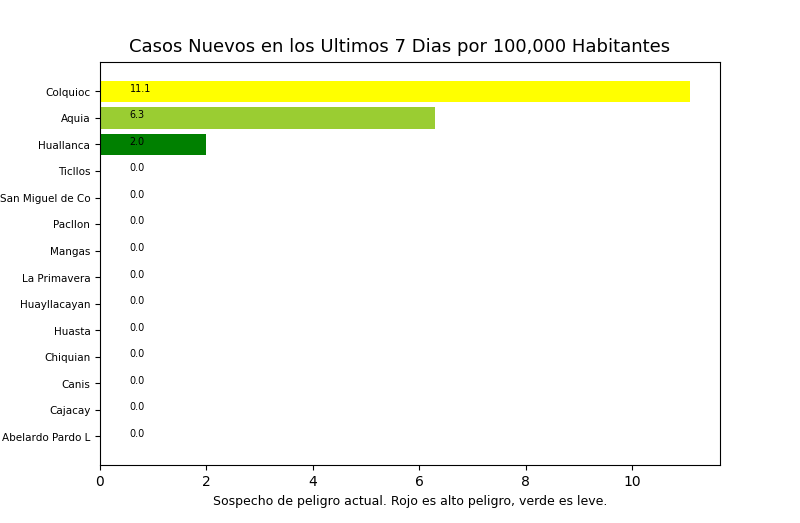 Casos Nuevos en los Ultimos 7 Dias por 100,000 Habitantes
Colquioc 11.1
Aquia 6.3
Huallanca 2.0
Ticllos 0.0
San Miguel de Co 0.0
Pacllon 0.0
Mangas 0.0
La Primavera 0.0
Huayllacayan 0.0
Huasta 0.0
Chiquian 0.0
Canis 0.0
Cajacay 0.0
Abelardo Pardo L 0.0
0 2 4 6 8 10
Sospecho de peligro actual. Rojo es alto peligro, verde es leve.